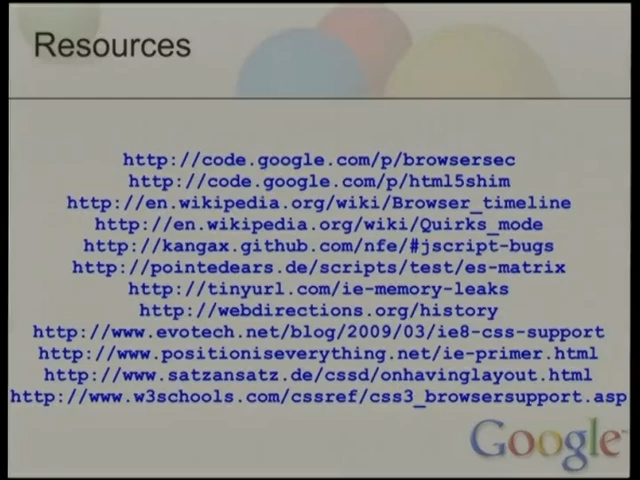 Resources
http://code.google.com/p/browsersec
http://code.google.com/p/html5shim
http://en.wikipedia.org/wiki/Browser_timeline
http://en.wikipedia.org/wiki/Quirks_mode
http://kangax.github.com/nfe/#jscript-bugs
http://pointedears.de/scripts/test/es-matrix
http://tinyurl.com/ie-memory-leaks
http://webdirections.org/history
http://www.evotech.net/blog/2009/03/ie8-css-support
http://www.positioniseverything.net/ie-primer.html
http://www.satzansatz.de/cssd/onhavinglayout.html
http://www.w3schools.com/cssref/css3_browsersupport.asp
Google™